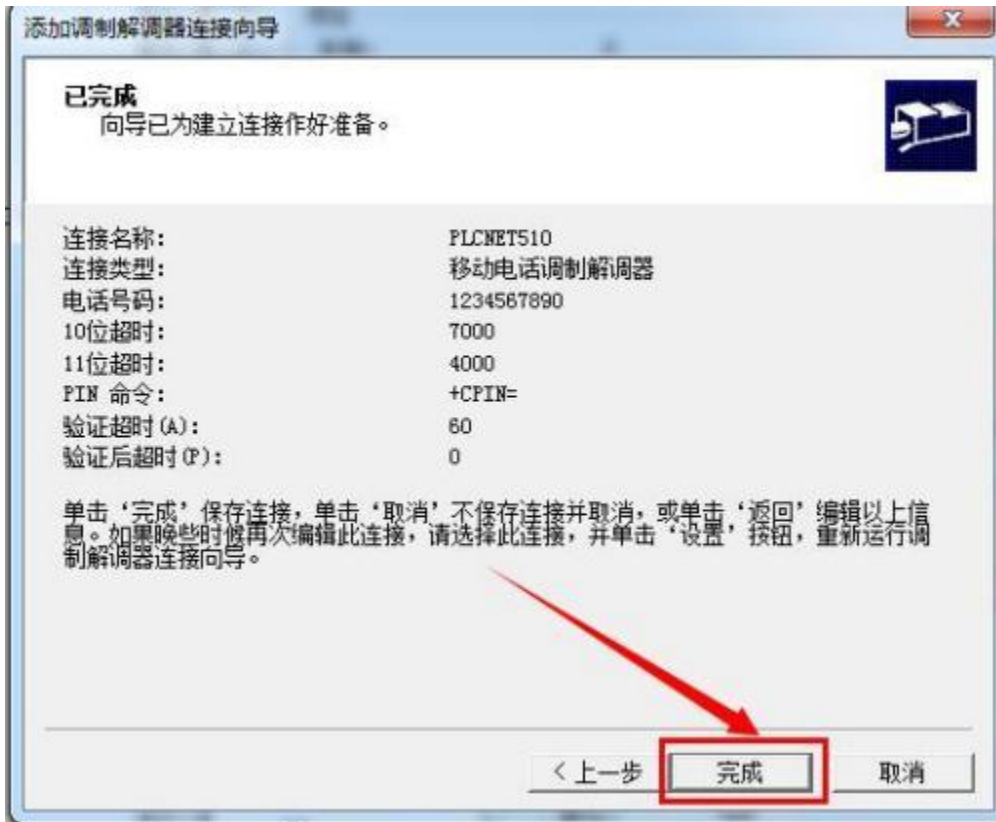 添加调制解调器连接向导
已完成
向导已为建立连接作好准备。
连接名称: PLCNET510
连接类型: 移动电话调制解调器
电话号码: 1234567890
10位超时: 7000
11位超时: 4000
PIN 命令: +CPIN=
验证超时(A): 60
验证后超时(P): 0
单击‘完成’保存连接，单击‘取消’不保存连接并取消，或单击‘返回’编辑以上信
息。如果晚些时候再次编辑此连接，请选择此连接，并单击‘设置’按钮，重新运行调
制解调器连接向导。
<上一步 完成 取消